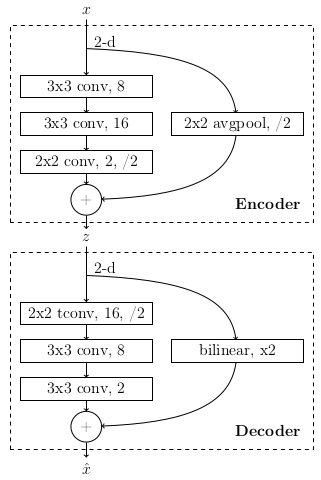 x
2-d
3x3 conv, 8
3x3 conv, 16
2x2 avgpool, /2
2x2 conv, 2, /2
+
Encoder
z
2-d
2x2 tconv, 16, /2
3x3 conv, 8
bilinear, x2
3x3 conv, 2
+
Decoder
x̂